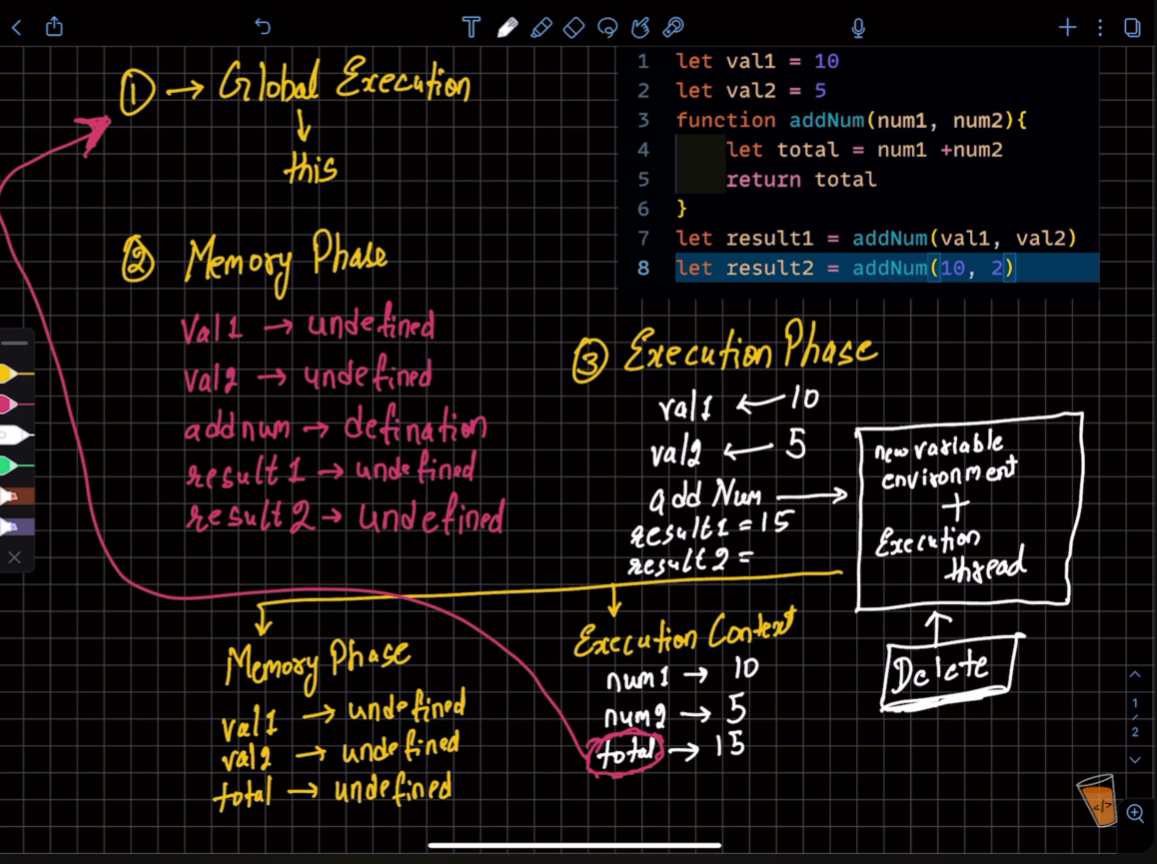 ① → Global Execution
↓
this
1 let val1 = 10
2 let val2 = 5
3 function addNum(num1, num2){
4 let total = num1 +num2
5 return total
6 }
7 let result1 = addNum(val1, val2)
8 let result2 = addNum(10, 2)
② Memory Phase
Val1 → undefined
val2 → undefined
addnum → defination
result1 → undefined
result2 → undefined
③ Execution Phase
val1 ← 10
val2 ← 5
add Num →
result1 = 15
result2 =
new variable
environment
+
Execution
thread
Delete
Memory Phase
val1 → undefined
val2 → undefined
total → undefined
Execution Context
num1 → 10
num2 → 5
total → 15
1
2